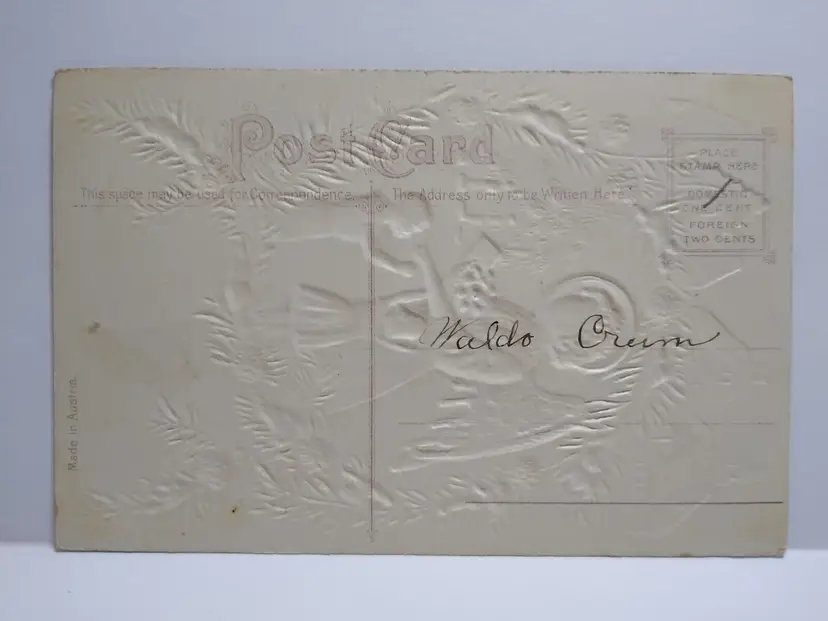 Post Card
This space may be used for Correspondence.
The Address only to be Written Here.
PLACE
STAMP HERE
DOMESTIC
ONE CENT
FOREIGN
TWO CENTS
Waldo Crum
Made in Austria.